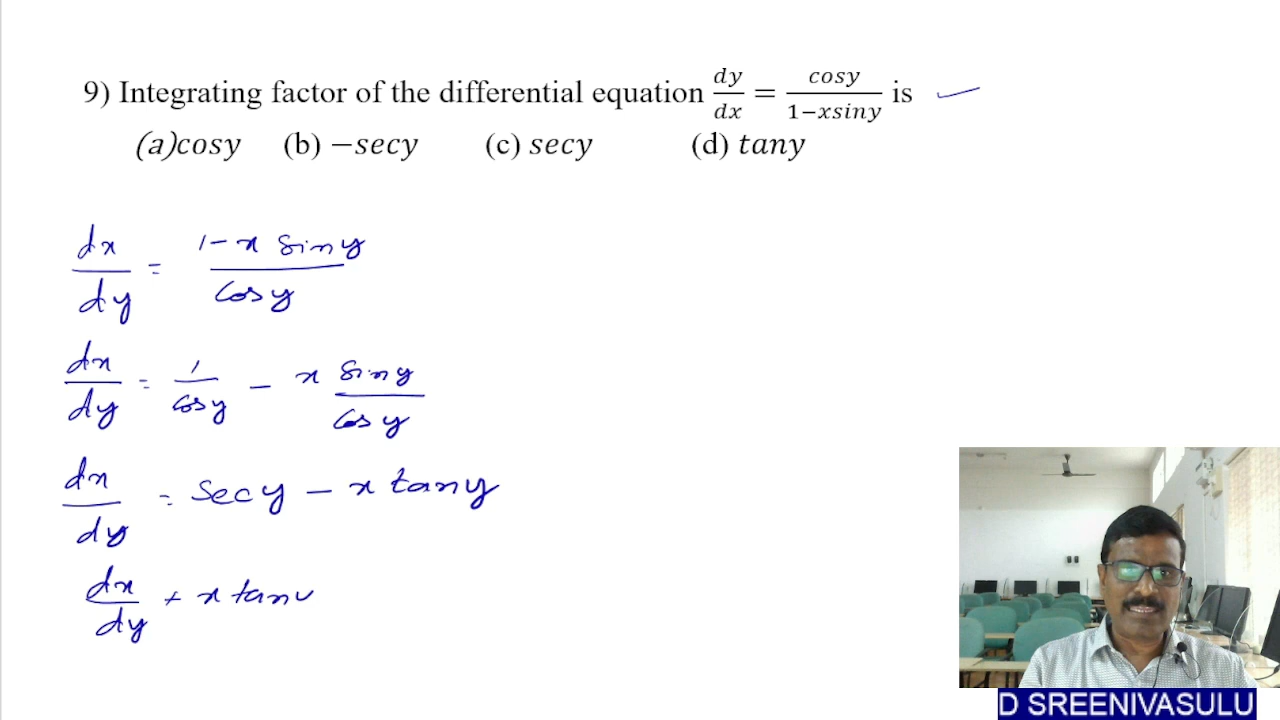 9) Integrating factor of the differential equation dy/dx = cosy/1−xsiny is
(a)cosy (b) −secy (c) secy (d) tany
dx/dy = 1-x siny/cosy
dx/dy = 1/cosy - x siny/cosy
dx/dy = secy - x tany
dx/dy + x tan
D SREENIVASULU